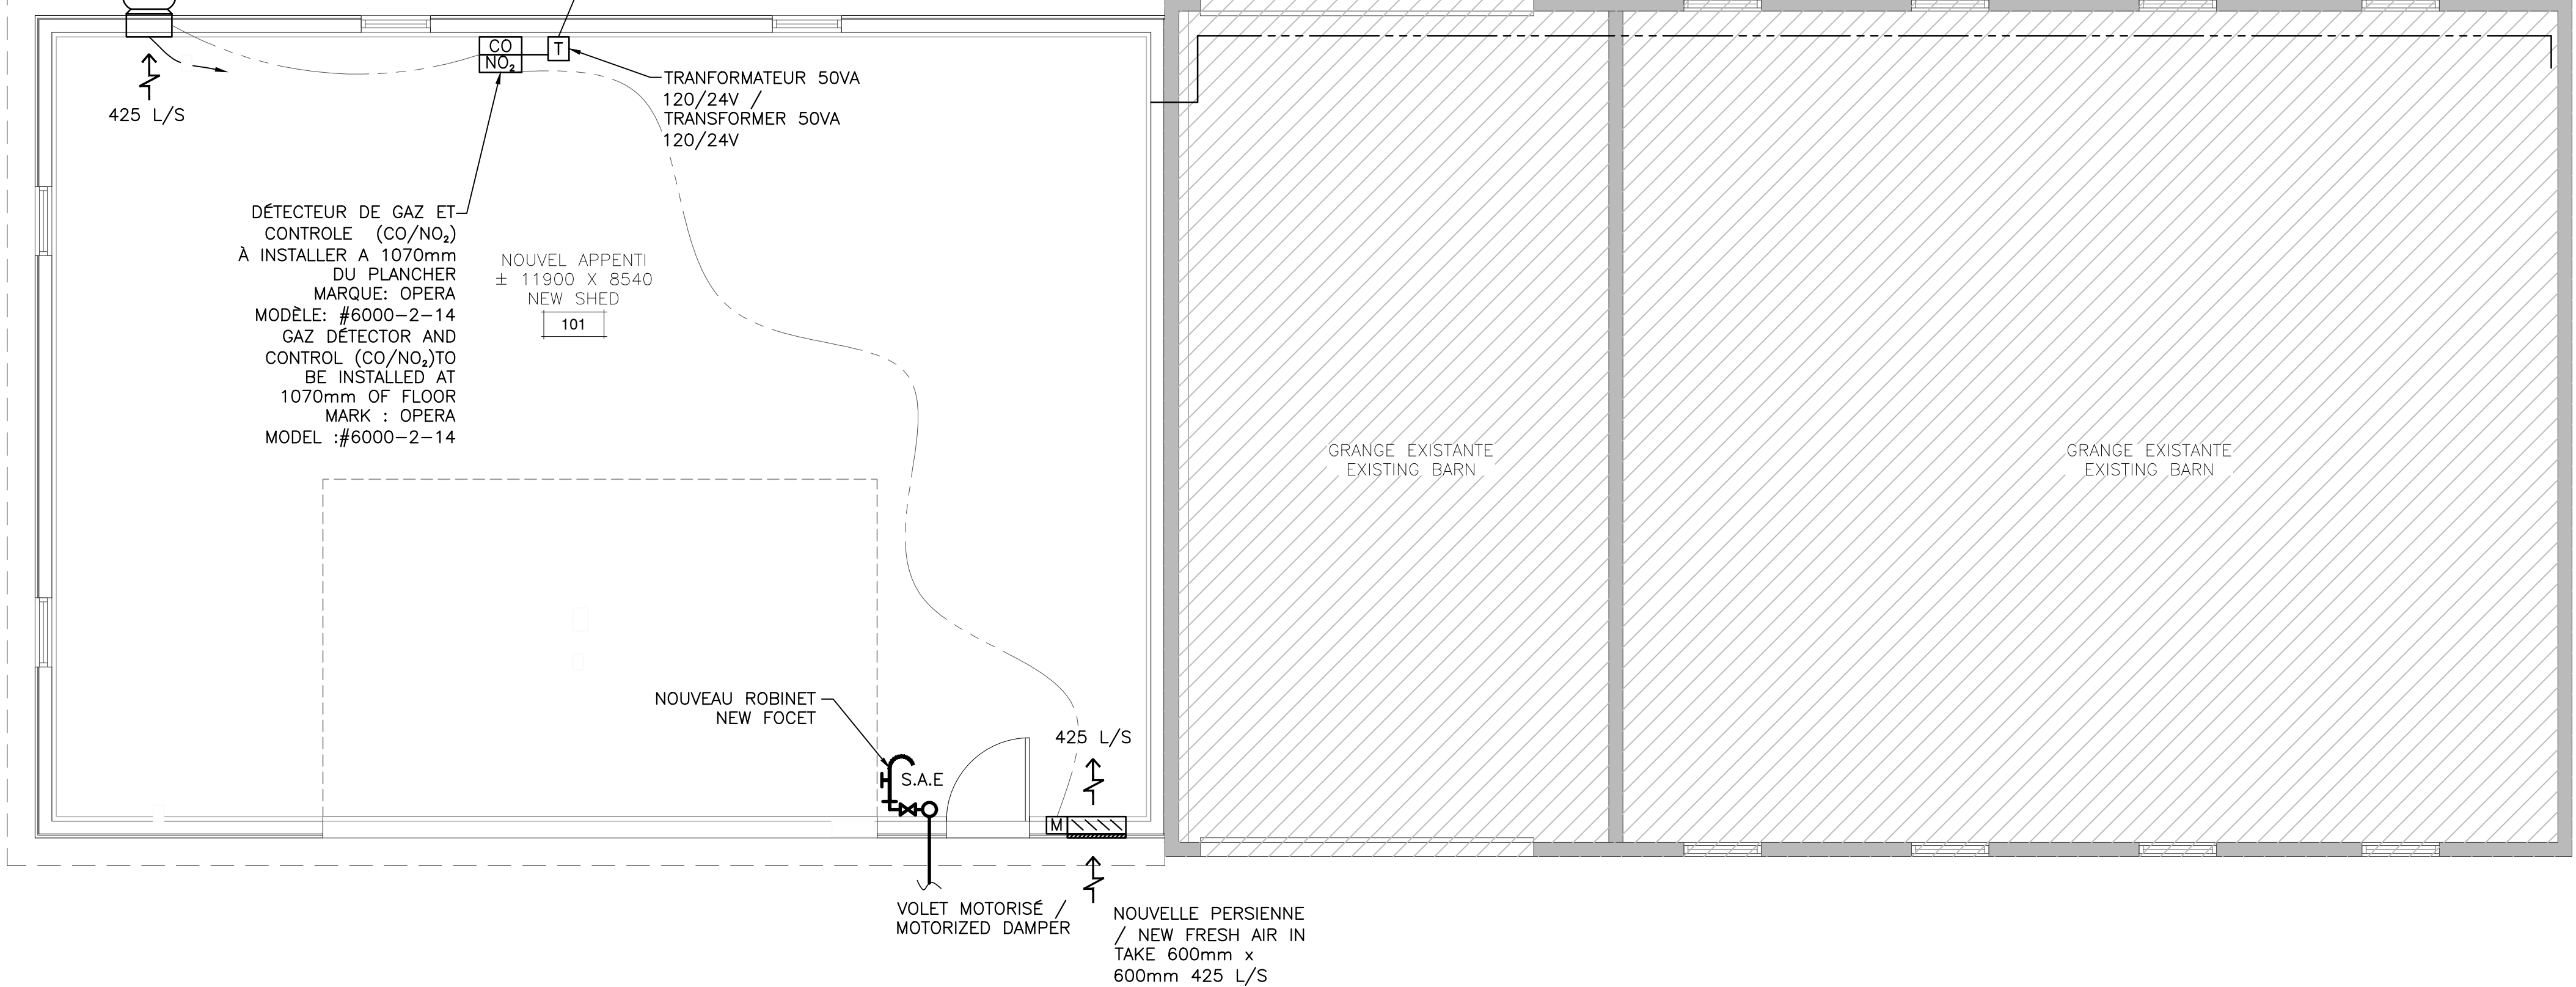 CO
NO₂
T
425 L/S
TRANFORMATEUR 50VA
120/24V /
TRANSFORMER 50VA
120/24V
DÉTECTEUR DE GAZ ET
CONTROLE (CO/NO₂)
À INSTALLER A 1070mm
DU PLANCHER
MARQUE: OPERA
MODÈLE: #6000-2-14
GAZ DÉTECTOR AND
CONTROL (CO/NO₂)TO
BE INSTALLED AT
1070mm OF FLOOR
MARK : OPERA
MODEL :#6000-2-14
NOUVEL APPENTI
± 11900 X 8540
NEW SHED
101
GRANGE EXISTANTE
EXISTING BARN
GRANGE EXISTANTE
EXISTING BARN
NOUVEAU ROBINET
NEW FOCET
S.A.E
425 L/S
M
VOLET MOTORISÉ /
MOTORIZED DAMPER
NOUVELLE PERSIENNE
/ NEW FRESH AIR IN
TAKE 600mm x
600mm 425 L/S